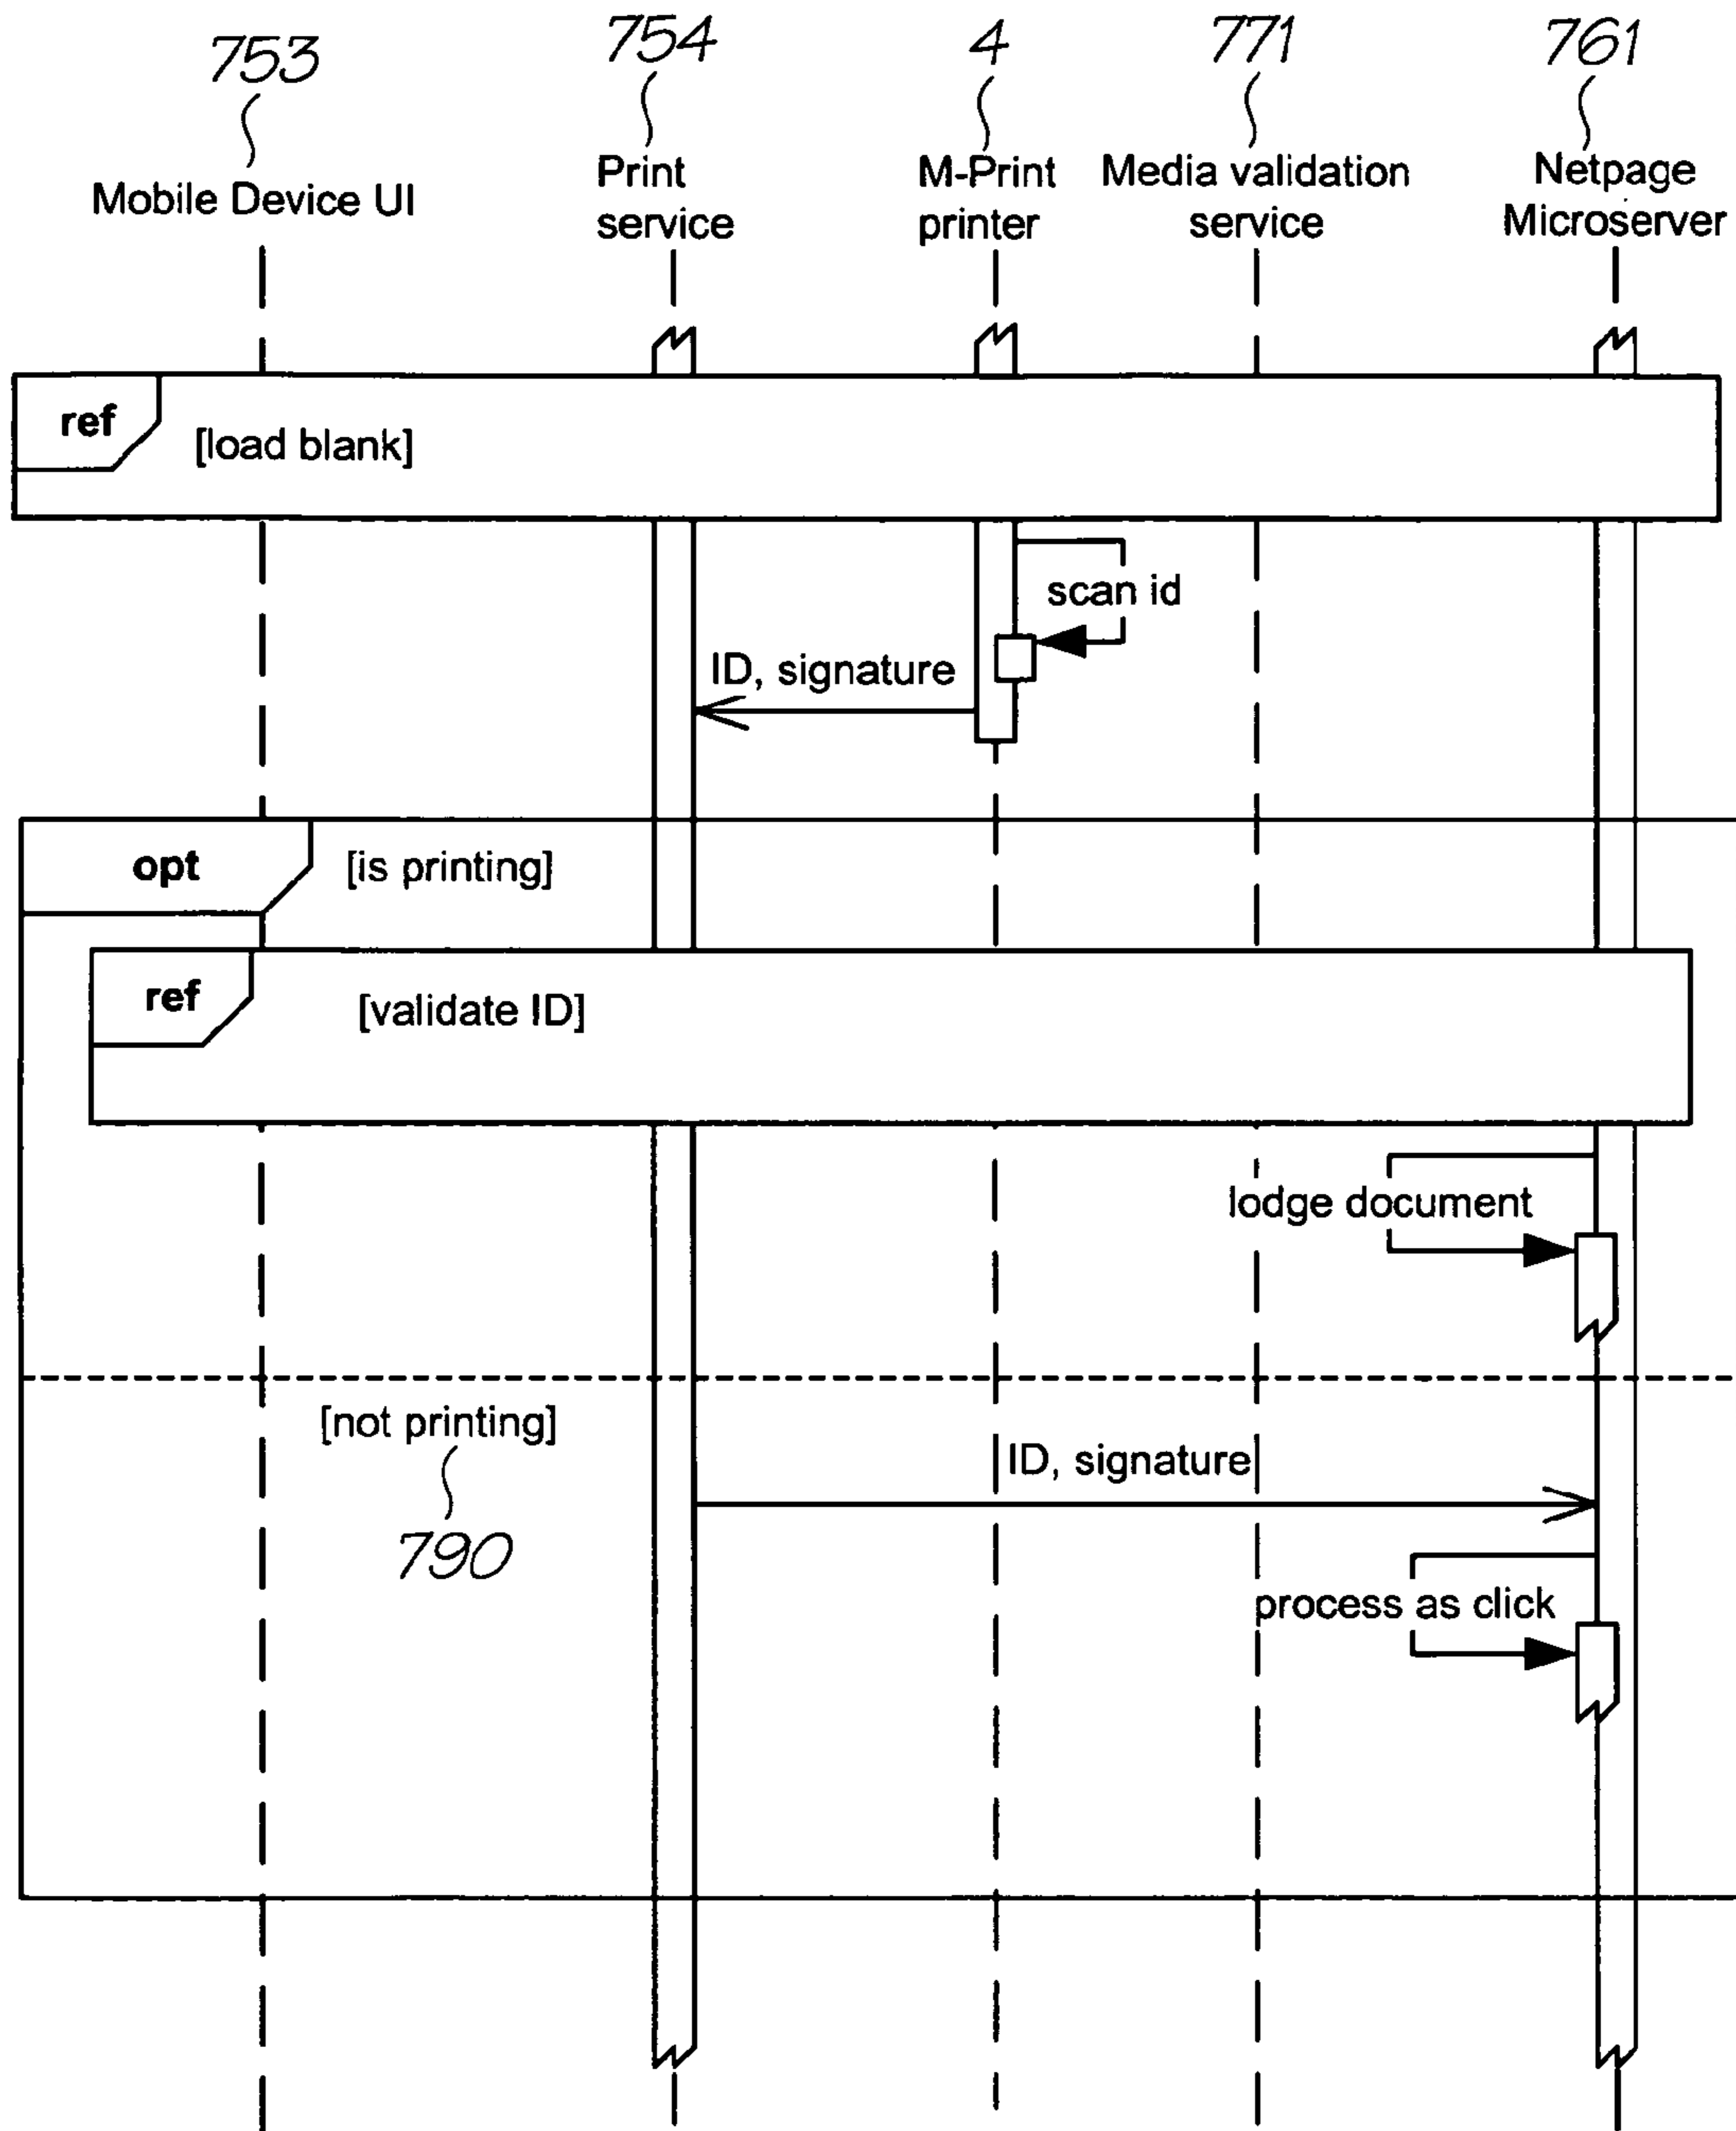 753
754
4
771
761
Mobile Device UI
Print
service
M-Print
printer
Media validation
service
Netpage
Microserver
ref
[load blank]
scan id
ID, signature
opt
[is printing]
ref
[validate ID]
lodge document
[not printing]
790
ID, signature
process as click